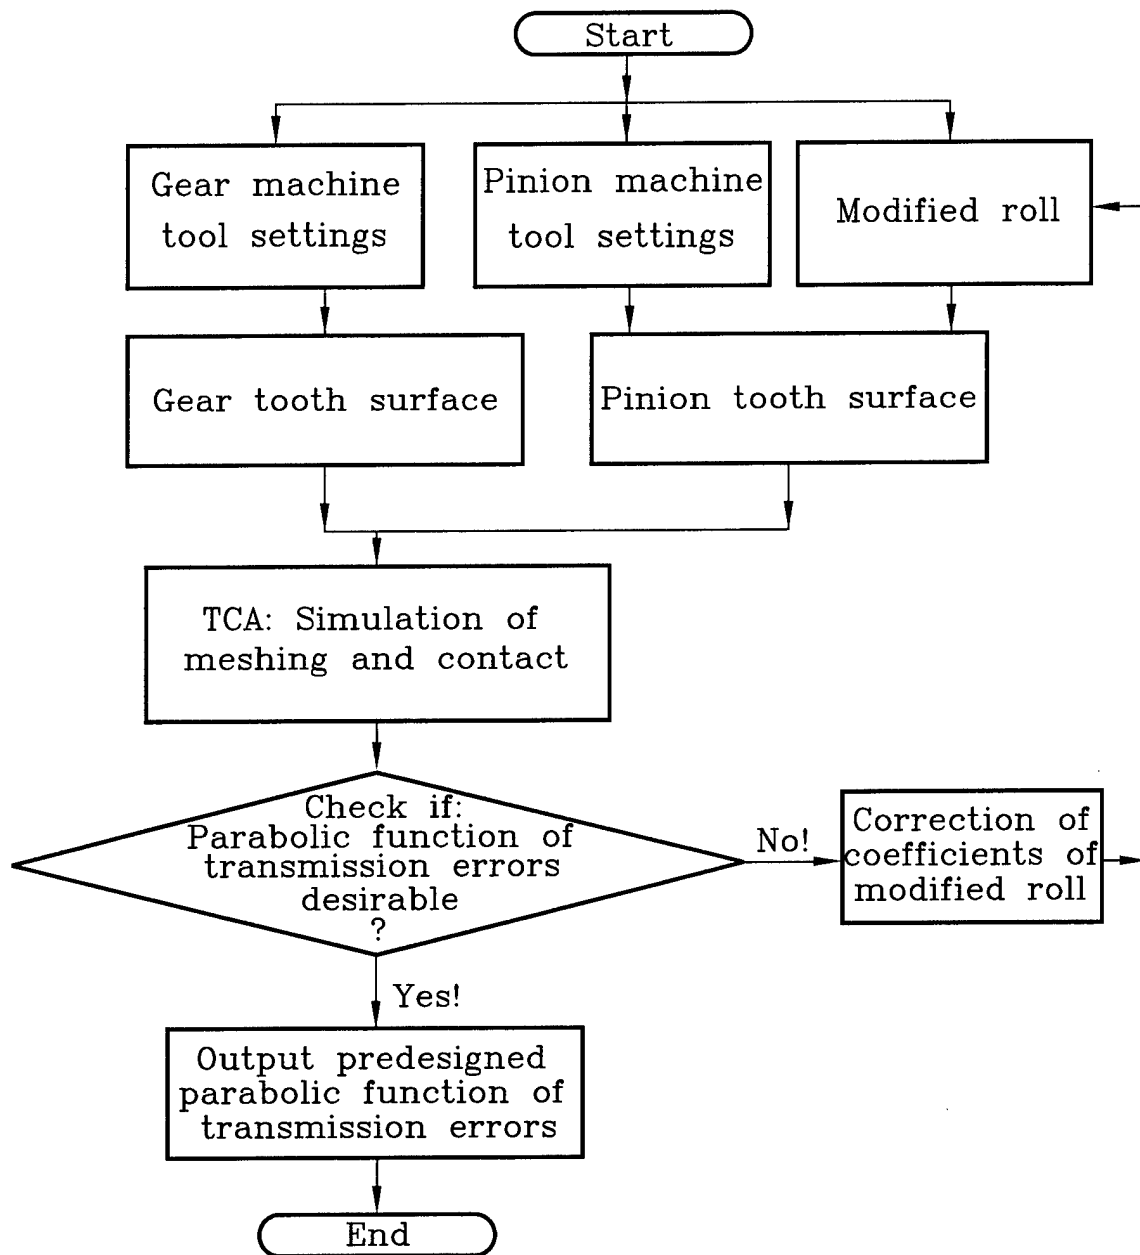 Start
Gear machine
tool settings
Pinion machine
tool settings
Modified roll
Gear tooth surface
Pinion tooth surface
TCA: Simulation of
meshing and contact
Check if:
Parabolic function of
transmission errors
desirable
?
No!
Correction of
coefficients of
modified roll
Yes!
Output predesigned
parabolic function of
transmission errors
End